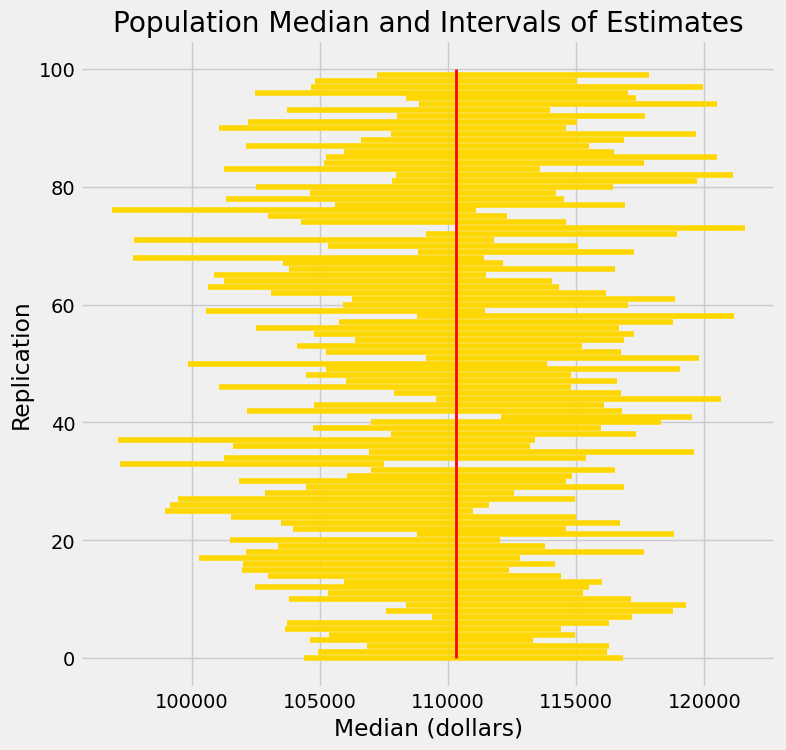 Population Median and Intervals of Estimates
100
80
60
40
20
0
Replication
100000 105000 110000 115000 120000
Median (dollars)